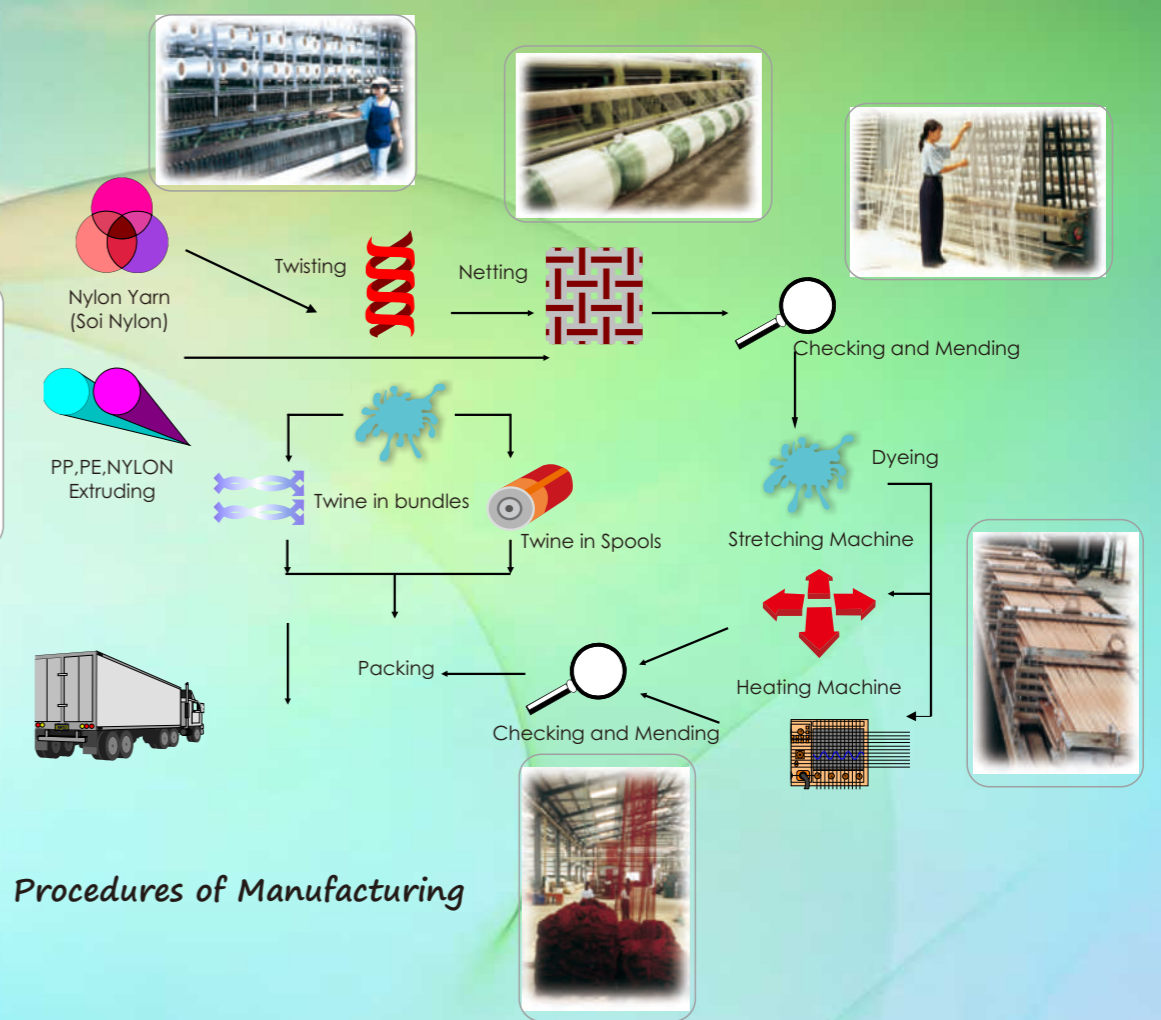 Twisting
Netting
Nylon Yarn
(Soi Nylon)
Checking and Mending
PP,PE,NYLON
Extruding
Twine in bundles
Twine in Spools
Dyeing
Stretching Machine
Packing
Heating Machine
Checking and Mending
Procedures of Manufacturing